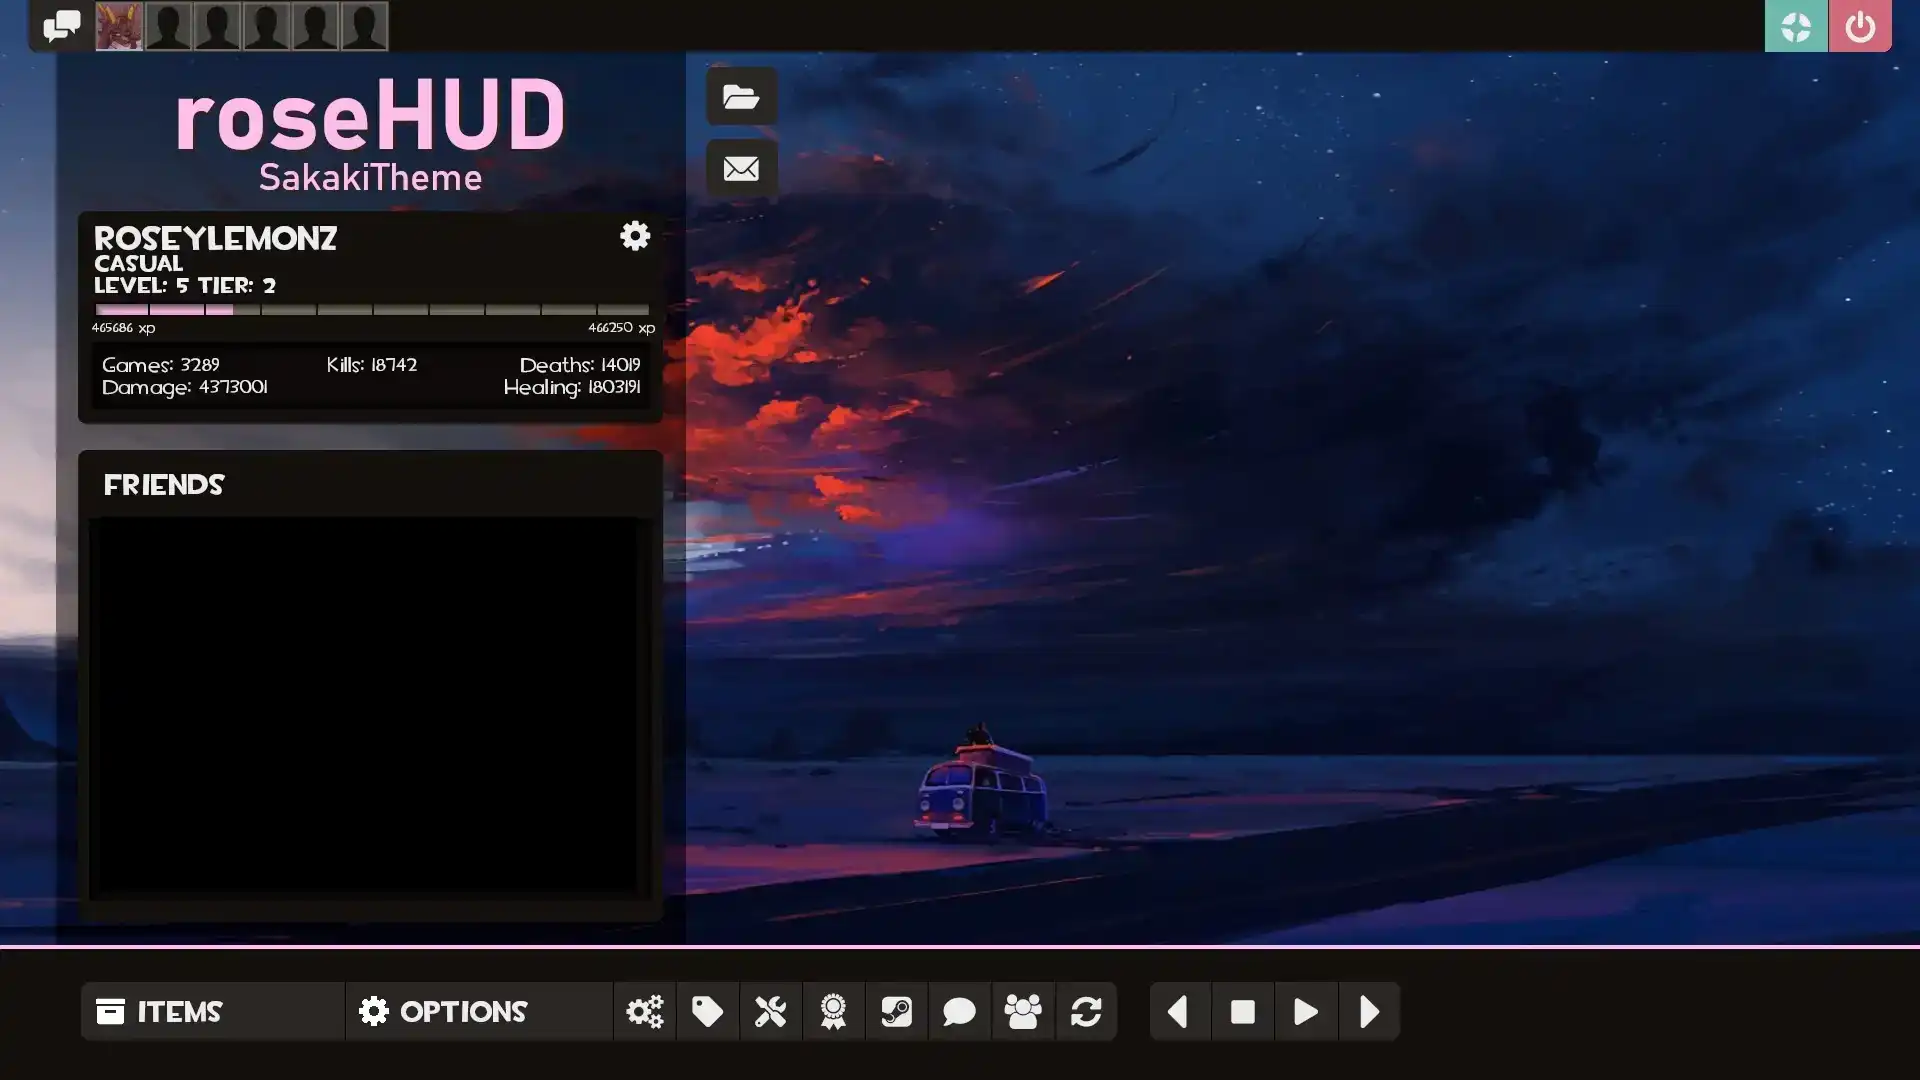 roseHUD
SakakiTheme
ROSEYLEMONZ
CASUAL
LEVEL: 5 TIER: 2
465686 xp 466250 xp
Games: 3289 Kills: 18742 Deaths: 14019
Damage: 4373001 Healing: 1803191
FRIENDS
ITEMS OPTIONS